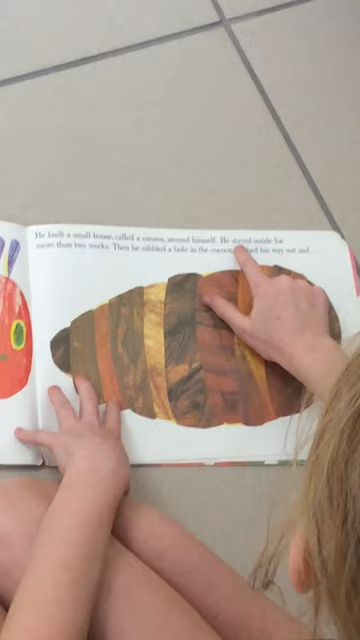 He built a small house, called a cocoon, around himself. He stayed inside for
more than two weeks. Then he nibbled a hole in the cocoon, his way out and . . .